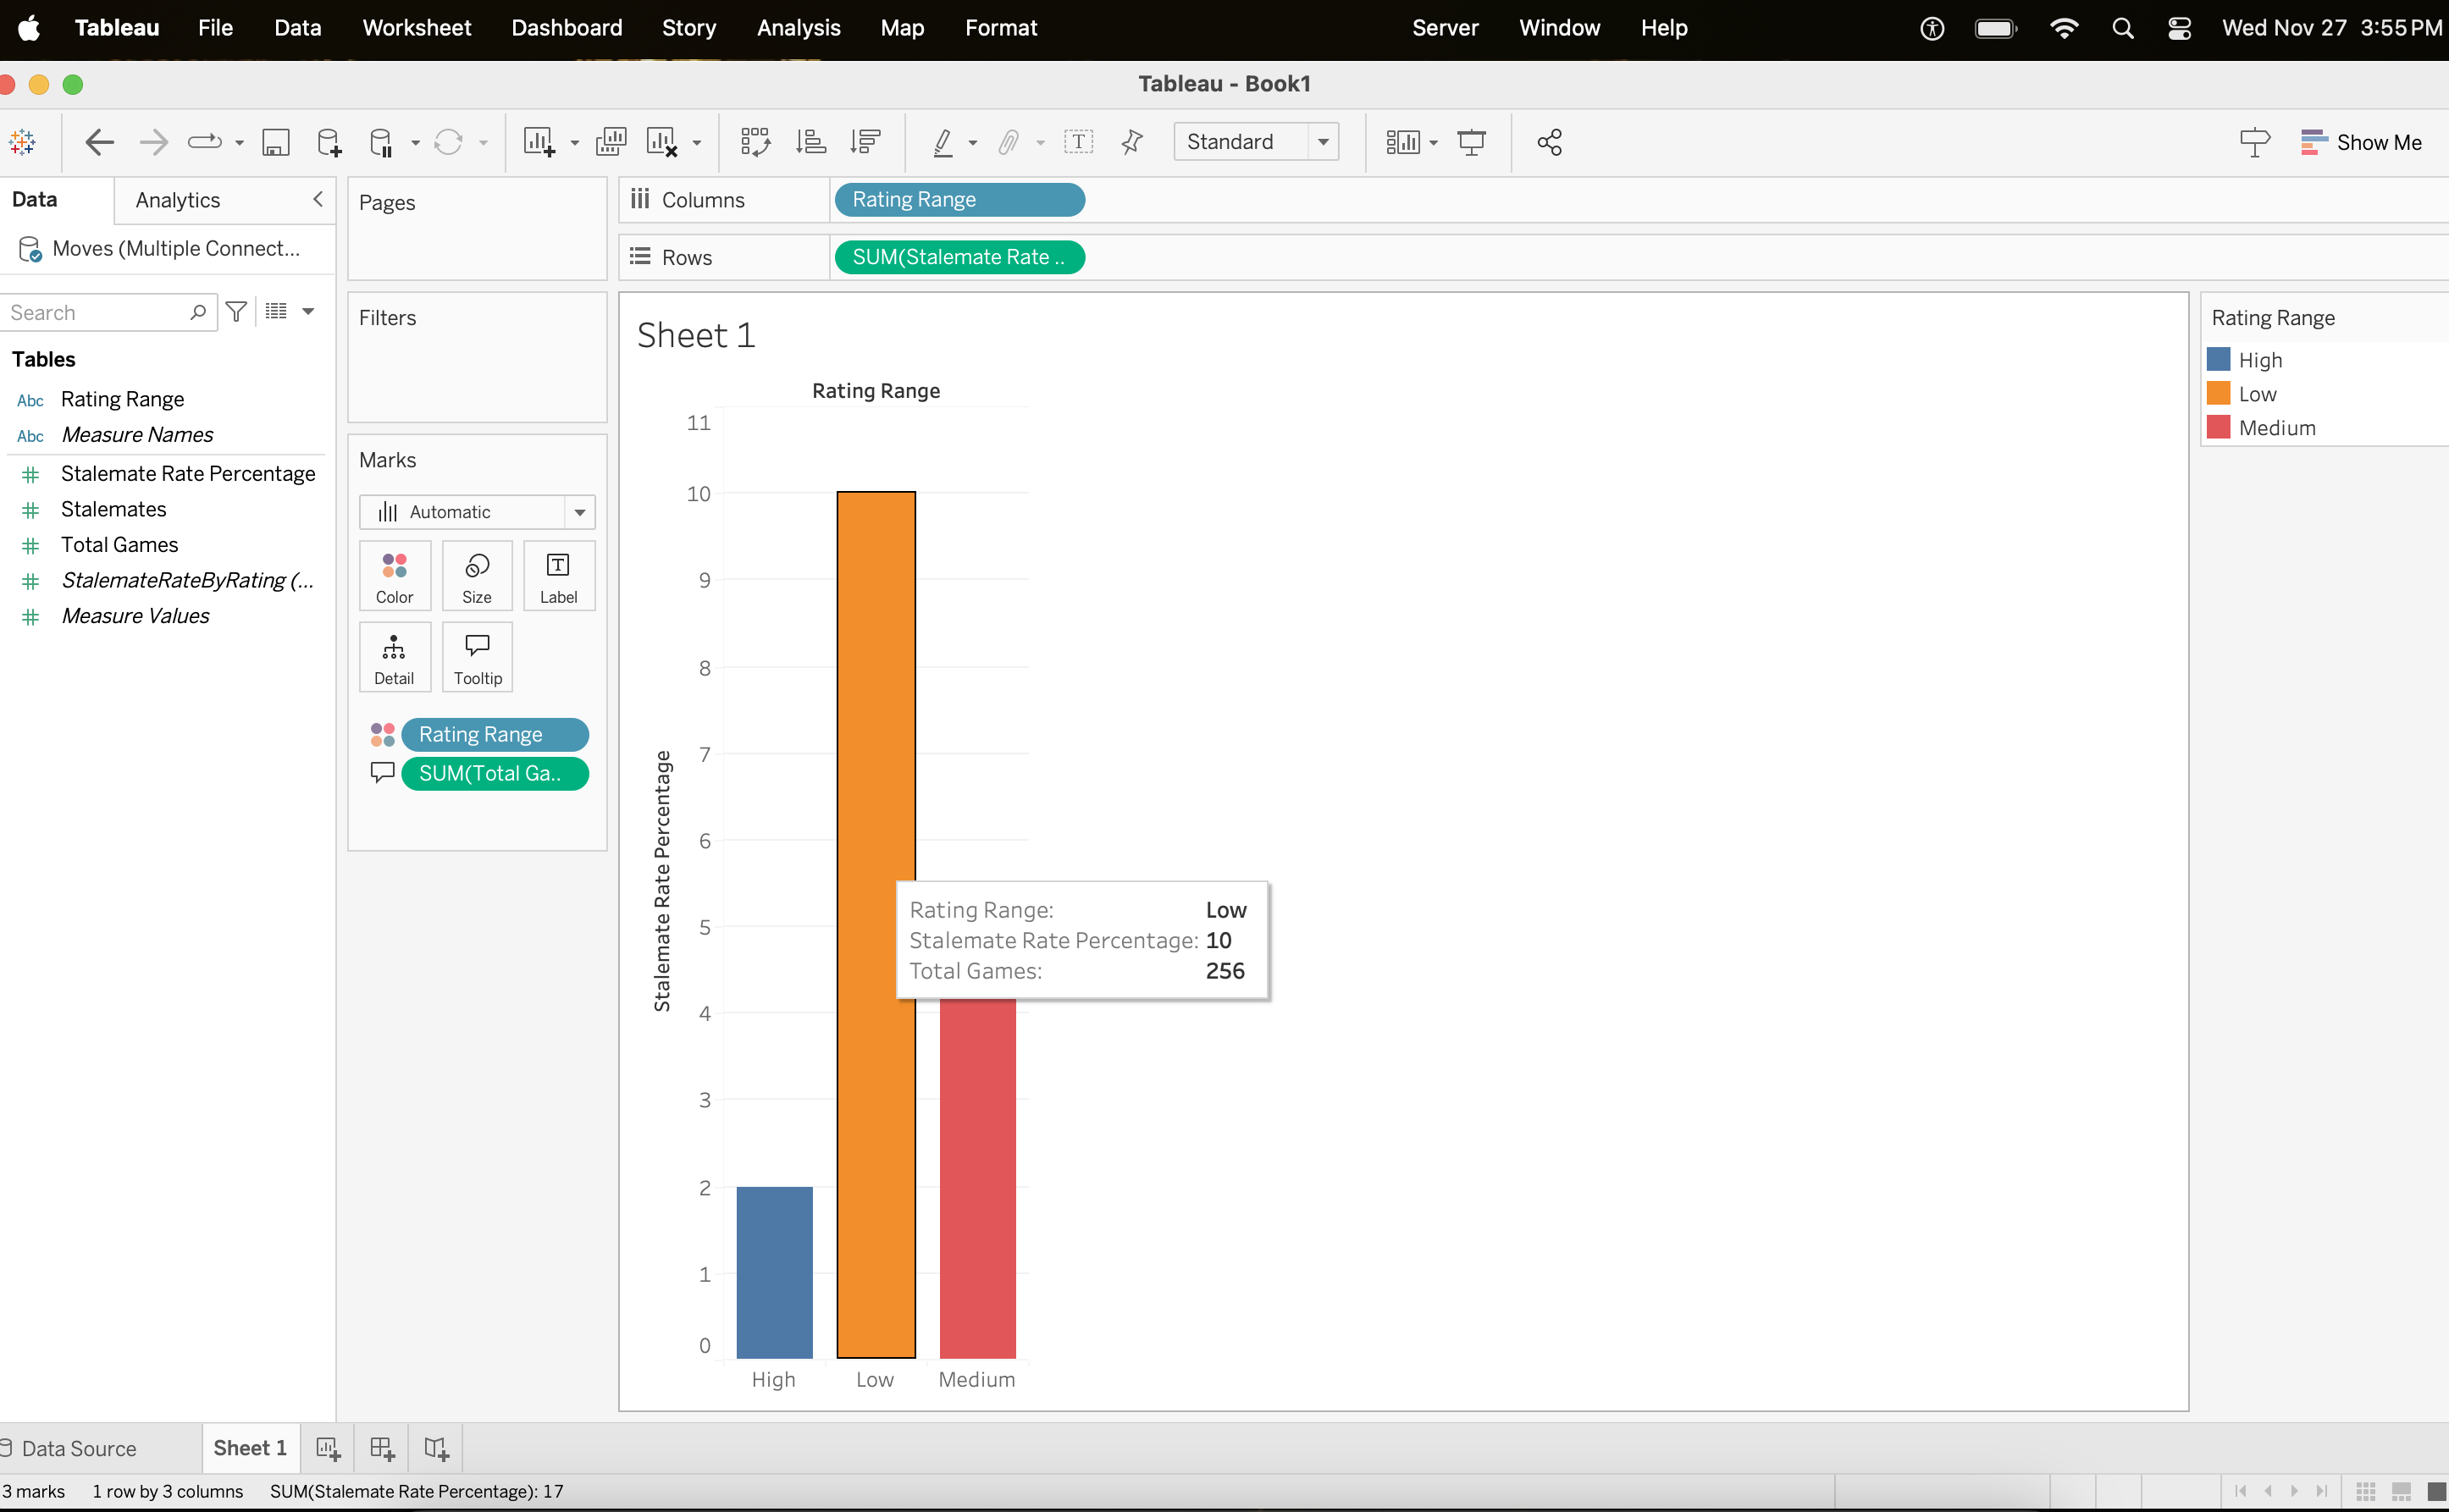 Tableau File Data Worksheet Dashboard Story Analysis Map Format Server Window Help Wed Nov 27 3:55 PM
Tableau - Book1
Standard
Show Me
Data
Analytics
Moves (Multiple Connect...
Search
Tables
Abc Rating Range
Abc Measure Names
# Stalemate Rate Percentage
# Stalemates
# Total Games
# StalemateRateByRating (...
# Measure Values
Pages
Filters
Marks
Automatic
Color
Size
T
Label
Detail
Tooltip
Rating Range
SUM(Total Ga..
Columns
Rating Range
Rows
SUM(Stalemate Rate ..
Sheet 1
Rating Range
11
10
9
8
7
6
5
4
3
2
1
0
Stalemate Rate Percentage
Rating Range: Low
Stalemate Rate Percentage: 10
Total Games: 256
High
Low
Medium
Rating Range
High
Low
Medium
Data Source
Sheet 1
3 marks
1 row by 3 columns
SUM(Stalemate Rate Percentage): 17